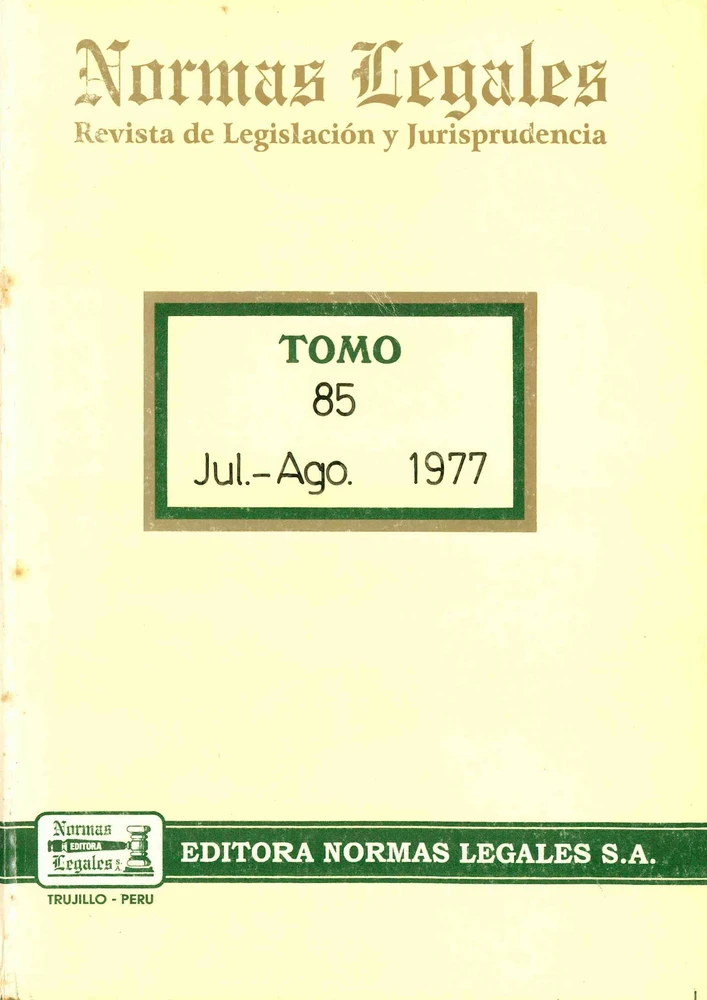 Normas Legales
Revista de Legislación y Jurisprudencia
TOMO
85
Jul.-Ago. 1977
Normas
EDITORA
Legales S.A.
EDITORA NORMAS LEGALES S.A.
TRUJILLO - PERU